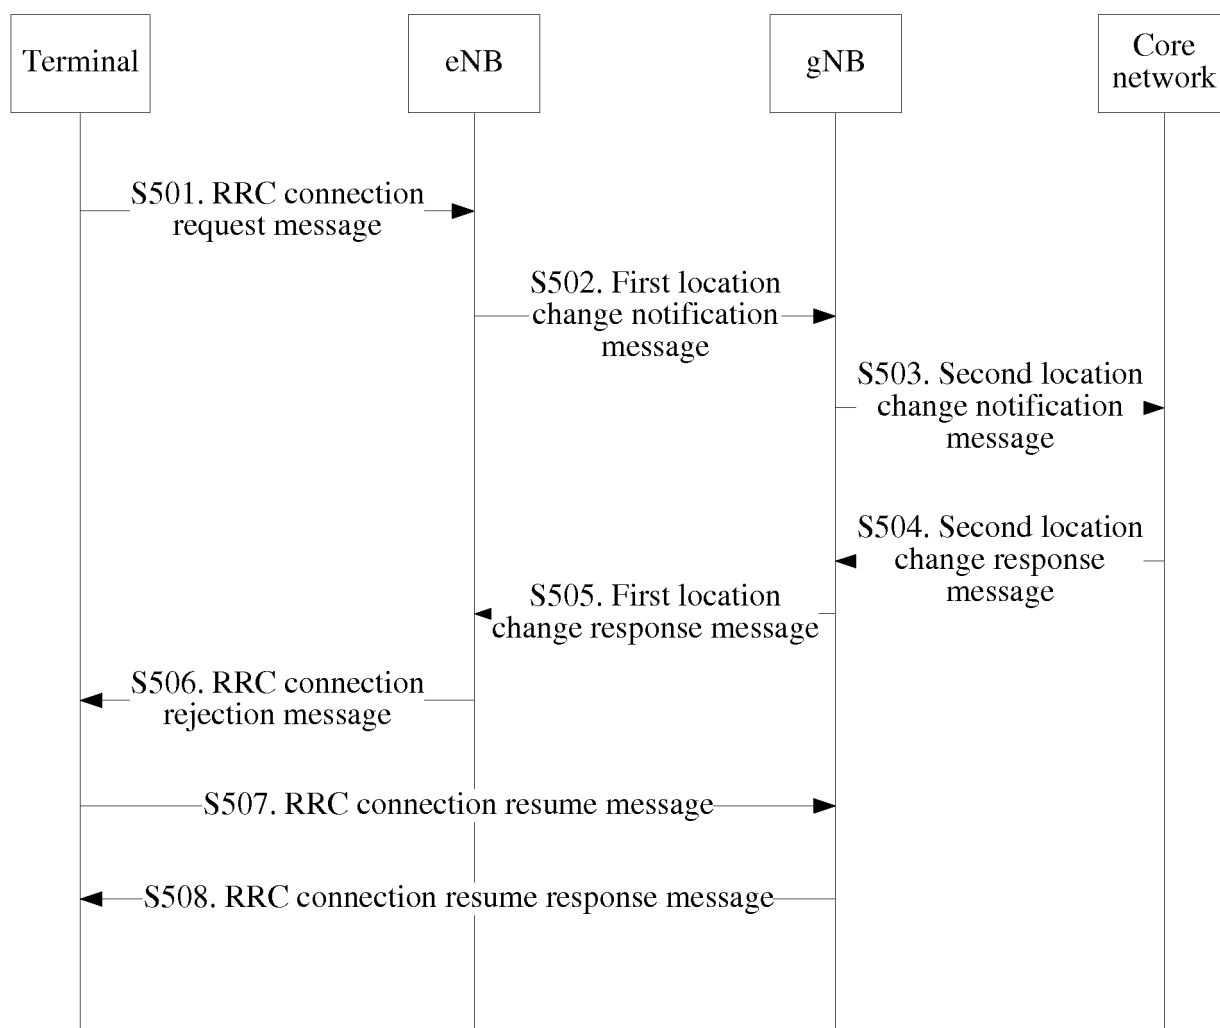 Terminal
eNB
gNB
Core
network
S501. RRC connection
request message
S502. First location
change notification
message
S503. Second location
change notification
message
S504. Second location
change response
message
S505. First location
change response message
S506. RRC connection
rejection message
S507. RRC connection resume message
S508. RRC connection resume response message